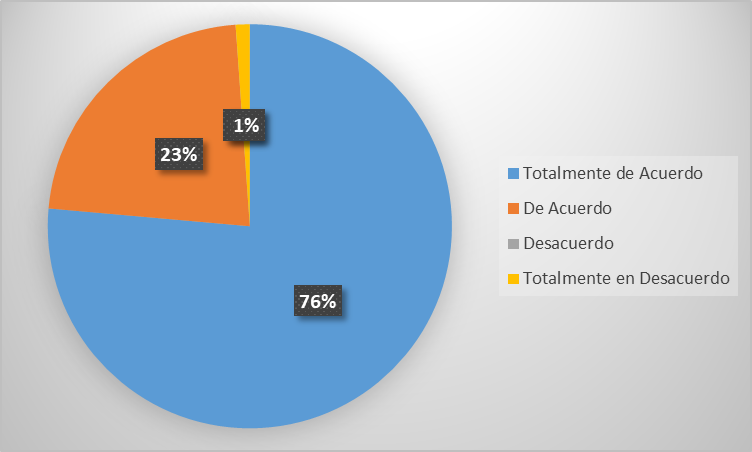 1%
23%
76%
Totalmente de Acuerdo
De Acuerdo
Desacuerdo
Totalmente en Desacuerdo